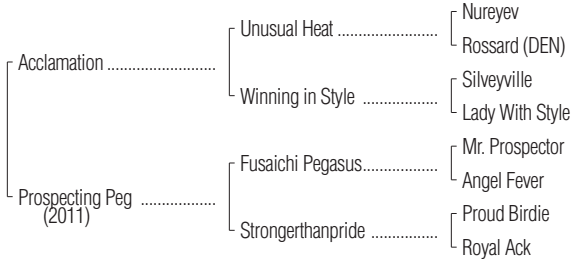 Nureyev
Unusual Heat ........................
Rossard (DEN)
Acclamation ..........................
Silveyville
Winning in Style ..................
Lady With Style
Mr. Prospector
Fusaichi Pegasus..................
Angel Fever
Prospecting Peg ..................
(2011)
Proud Birdie
Strongerthanpride ................
Royal Ack